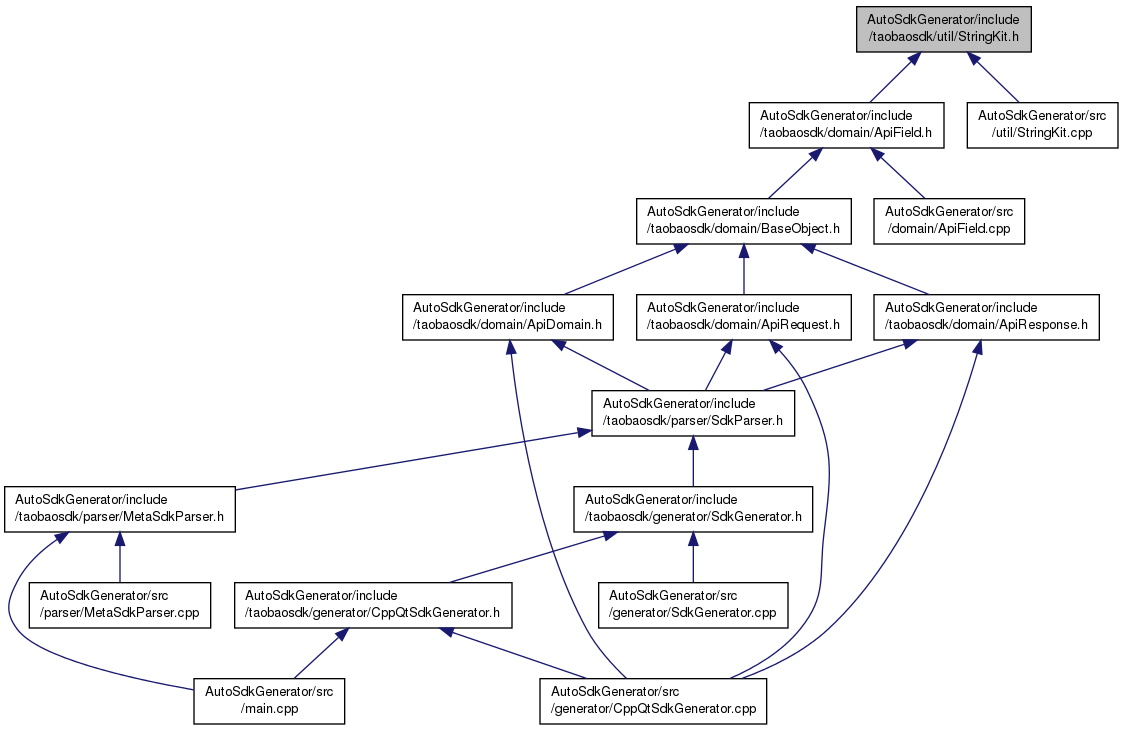 AutoSdkGenerator/include
/taobaosdk/util/StringKit.h
AutoSdkGenerator/include
/taobaosdk/domain/ApiField.h
AutoSdkGenerator/src
/util/StringKit.cpp
AutoSdkGenerator/include
/taobaosdk/domain/BaseObject.h
AutoSdkGenerator/src
/domain/ApiField.cpp
AutoSdkGenerator/include
/taobaosdk/domain/ApiDomain.h
AutoSdkGenerator/include
/taobaosdk/domain/ApiRequest.h
AutoSdkGenerator/include
/taobaosdk/domain/ApiResponse.h
AutoSdkGenerator/include
/taobaosdk/parser/SdkParser.h
AutoSdkGenerator/include
/taobaosdk/parser/MetaSdkParser.h
AutoSdkGenerator/include
/taobaosdk/generator/SdkGenerator.h
AutoSdkGenerator/src
/parser/MetaSdkParser.cpp
AutoSdkGenerator/include
/taobaosdk/generator/CppQtSdkGenerator.h
AutoSdkGenerator/src
/generator/SdkGenerator.cpp
AutoSdkGenerator/src
/main.cpp
AutoSdkGenerator/src
/generator/CppQtSdkGenerator.cpp